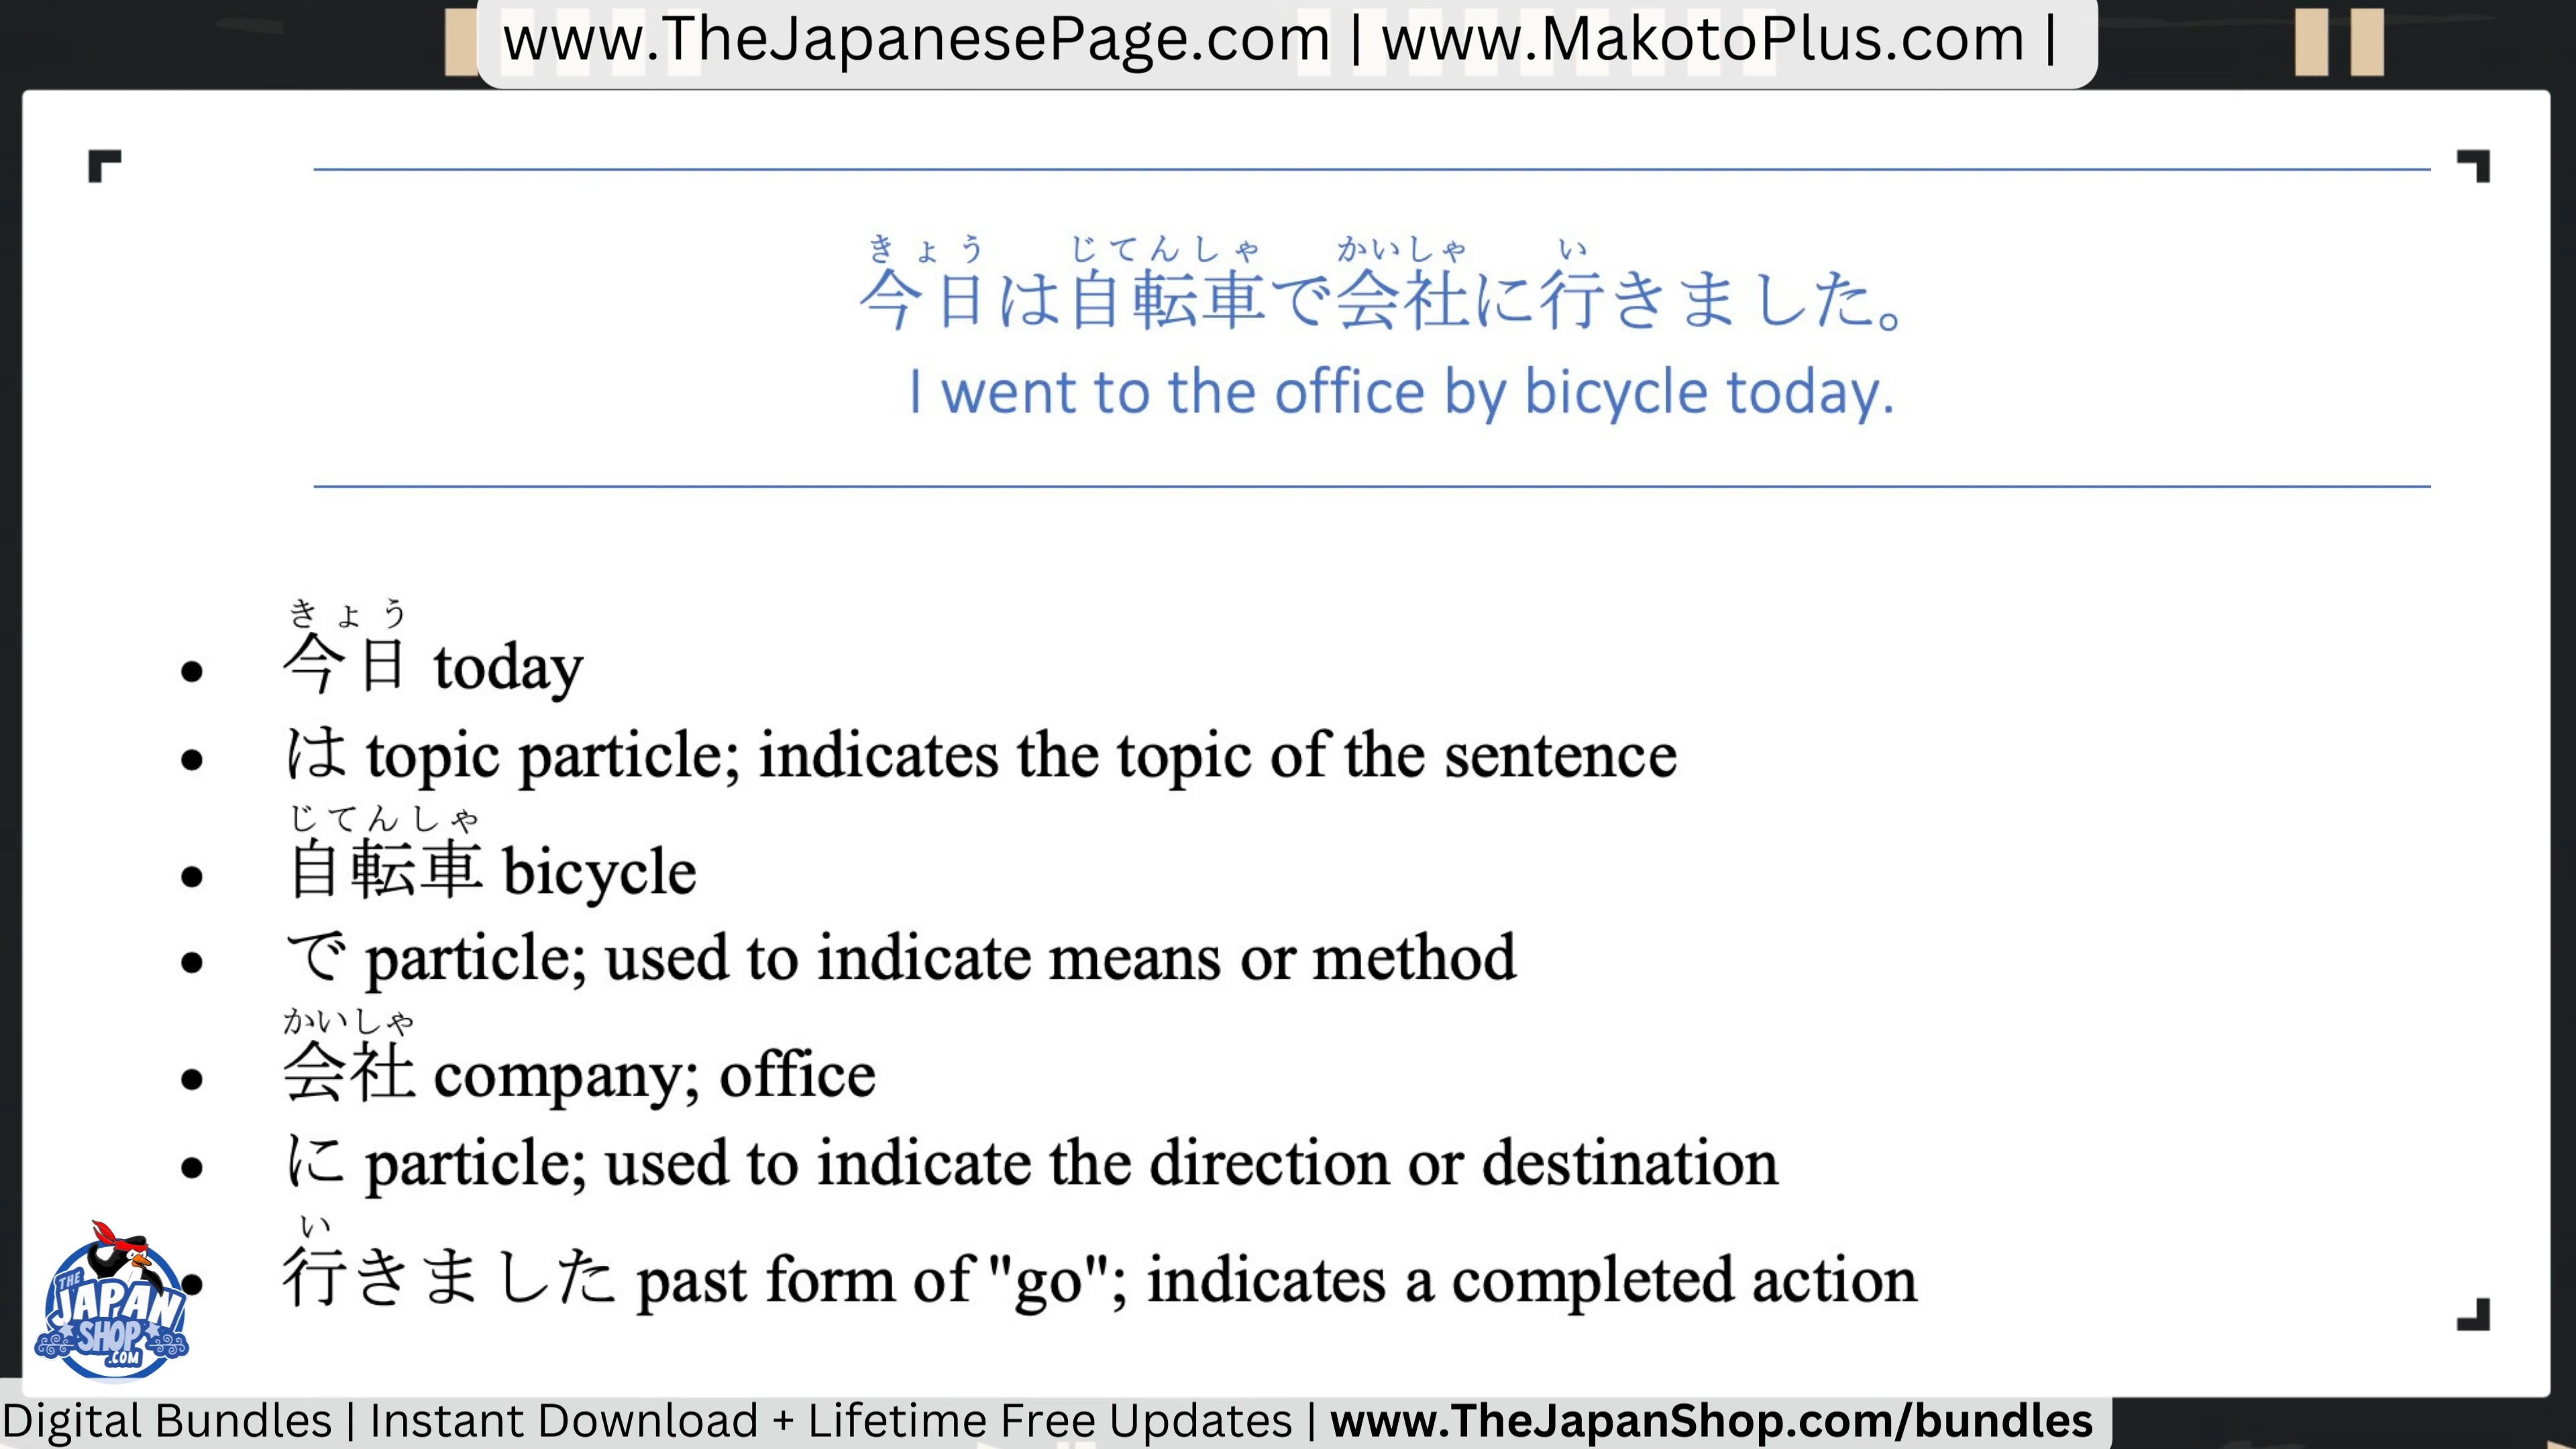 www.TheJapanesePage.com | www.MakotoPlus.com |
きょう じてんしゃ かいしゃ い
今日は自転車で会社に行きました。
I went to the office by bicycle today.
きょう
• 今日 today
• は topic particle; indicates the topic of the sentence
じてんしゃ
• 自転車 bicycle
• で particle; used to indicate means or method
かいしゃ
• 会社 company; office
• に particle; used to indicate the direction or destination
い
• 行きました past form of "go"; indicates a completed action
THE
JAPAN
SHOP
.COM
Digital Bundles | Instant Download + Lifetime Free Updates | www.TheJapanShop.com/bundles